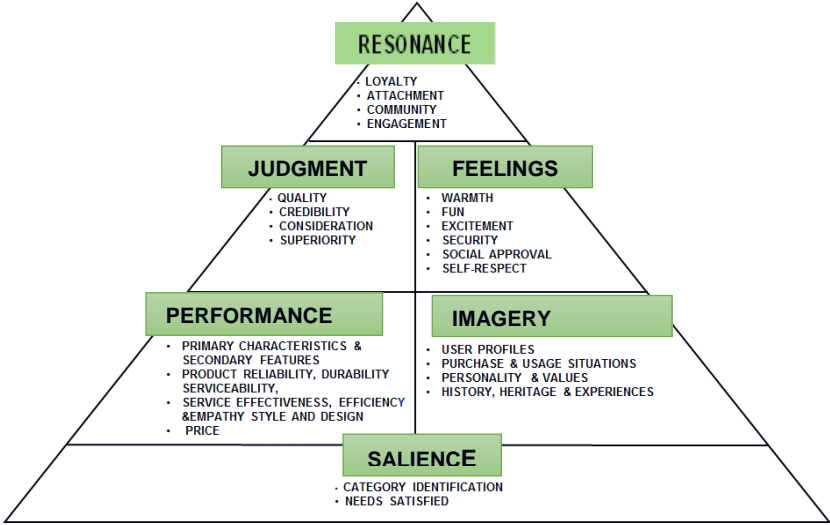 RESONANCE
· LOYALTY
• ATTACHMENT
• COMMUNITY
• ENGAGEMENT
JUDGMENT
· QUALITY
• CREDIBILITY
• CONSIDERATION
• SUPERIORITY
FEELINGS
• WARMTH
• FUN
• EXCITEMENT
• SECURITY
• SOCIAL APPROVAL
• SELF-RESPECT
PERFORMANCE
• PRIMARY CHARACTERISTICS &
SECONDARY FEATURES
• PRODUCT RELIABILITY, DURABILITY
SERVICEABILITY,
• SERVICE EFFECTIVENESS, EFFICIENCY
&EMPATHY STYLE AND DESIGN
• PRICE
IMAGERY
• USER PROFILES
• PURCHASE & USAGE SITUATIONS
• PERSONALITY & VALUES
• HISTORY, HERITAGE & EXPERIENCES
SALIENCE
· CATEGORY IDENTIFICATION
• NEEDS SATISFIED